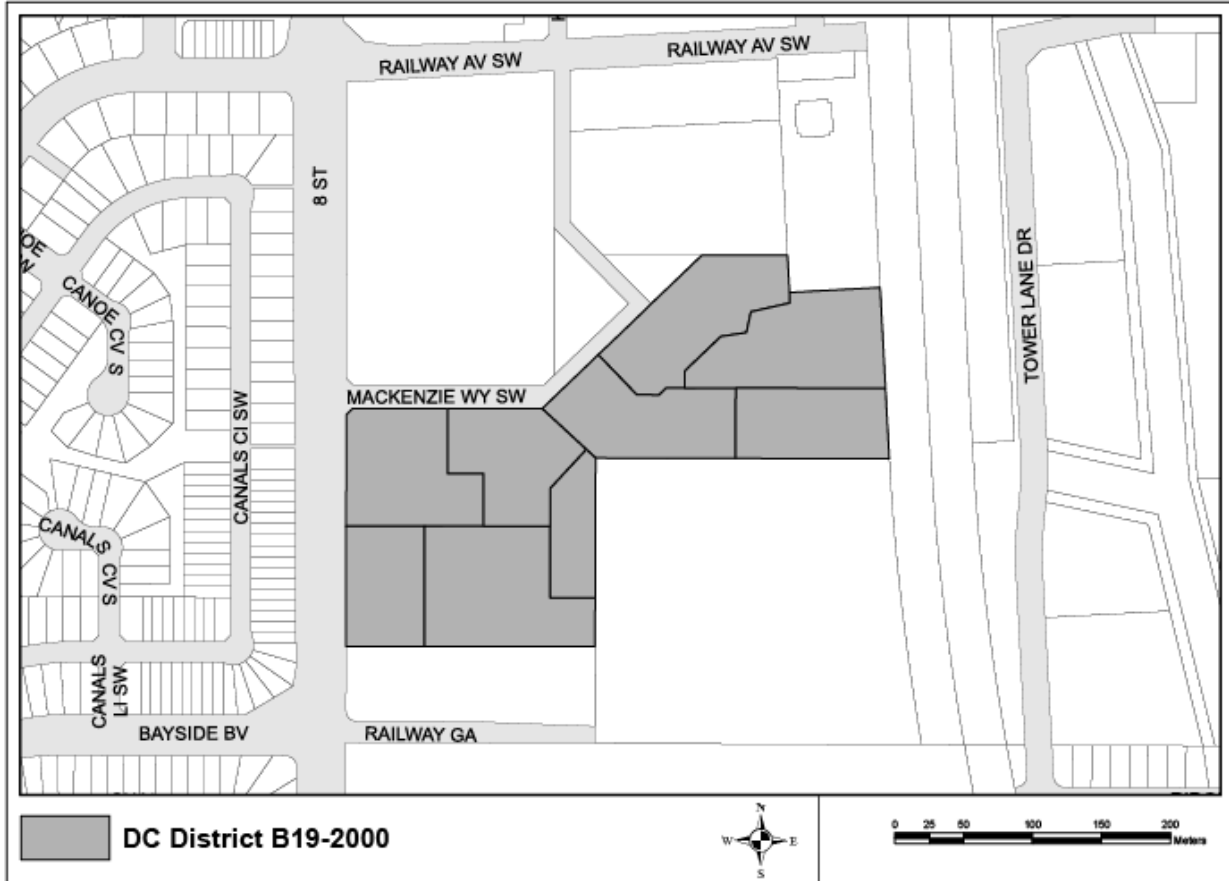 RAILWAY AV SW
RAILWAY AV SW
8 ST
TOWER LANE DR
CANOE CV S
MACKENZIE WY SW
CANALS CI SW
CANALS CV S
CANALS
LI SW
BAYSIDE BV
RAILWAY GA
DC District B19-2000
N
W
E
S
0 25 50 100 150 200
Meters